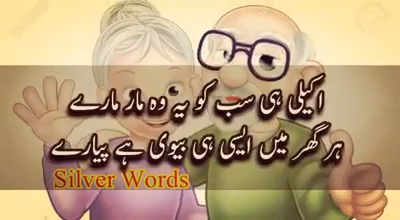 اکیلی ہی سب کو یہ وہ مار مارے
ہر گھر میں ایسی ہی بیوی ہے پیارے
Silver Words